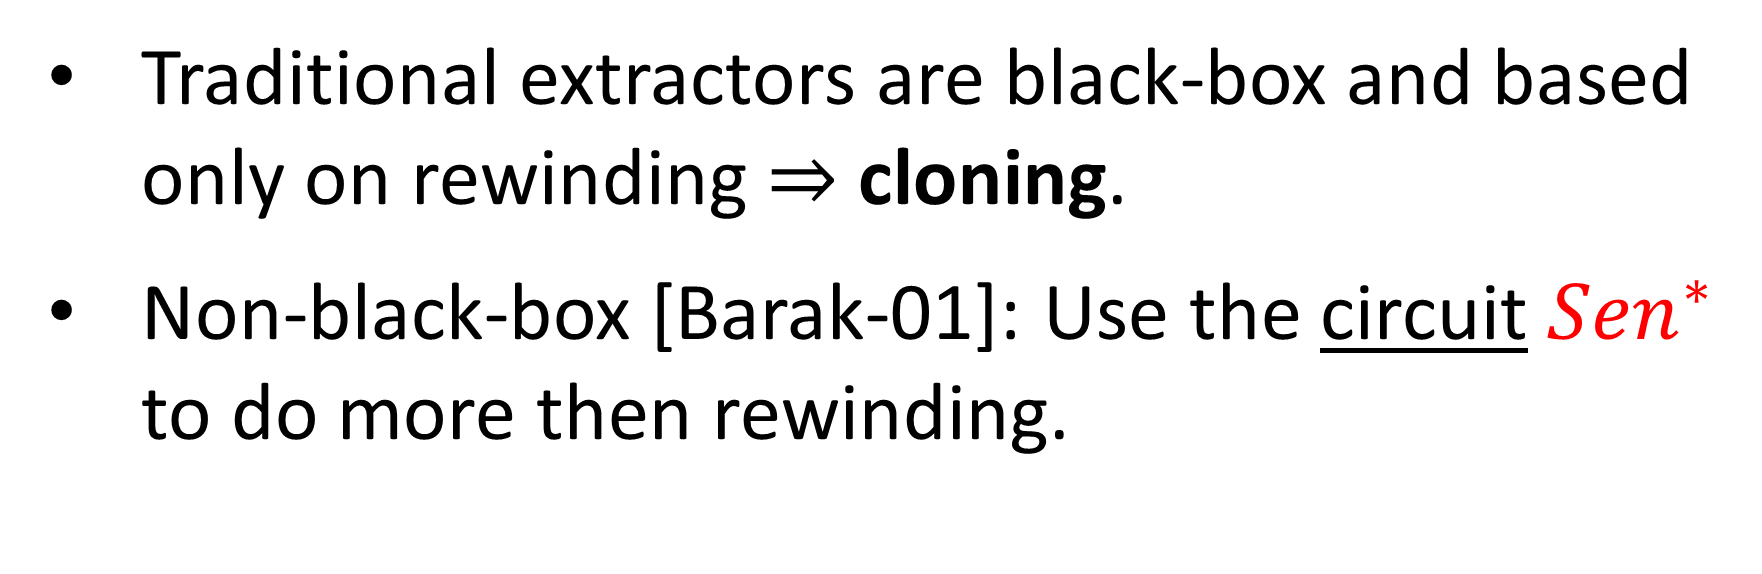 • Traditional extractors are black-box and based
only on rewinding ⇒ cloning.
• Non-black-box [Barak-01]: Use the circuit Sen*
to do more then rewinding.